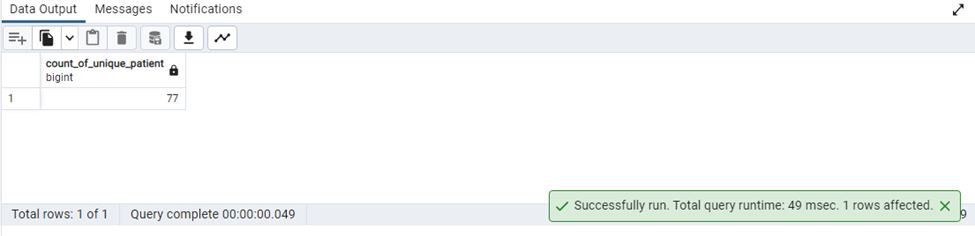 Data Output Messages Notifications
count_of_unique_patient
bigint
1 77
Total rows: 1 of 1 Query complete 00:00:00.049
Successfully run. Total query runtime: 49 msec. 1 rows affected.
9